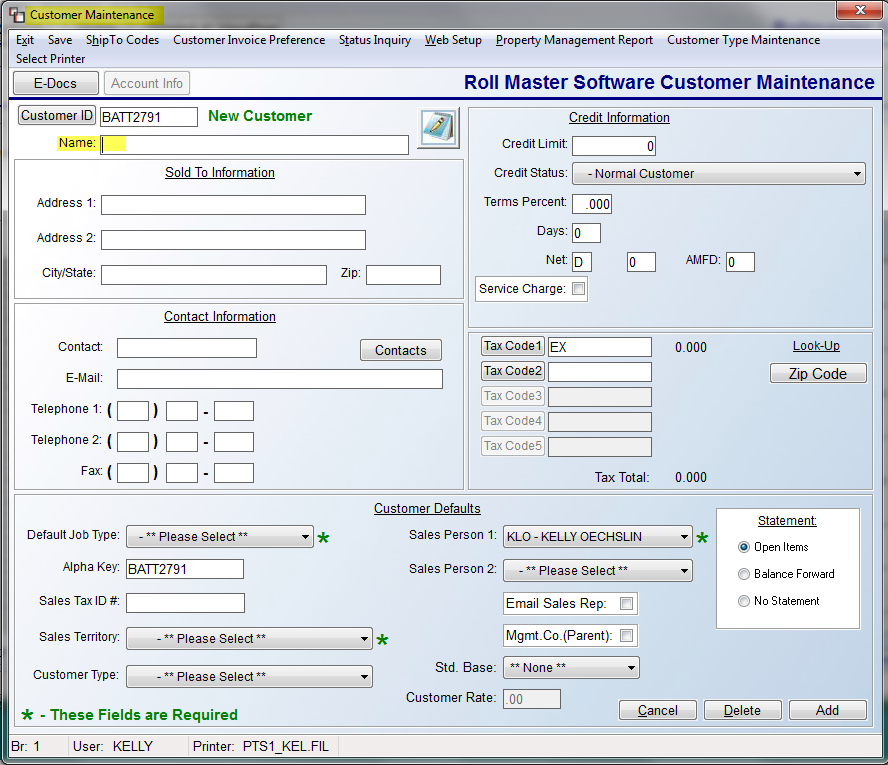 Customer Maintenance
Exit Save ShipTo Codes Customer Invoice Preference Status Inquiry Web Setup Property Management Report Customer Type Maintenance
Select Printer
E-Docs Account Info Roll Master Software Customer Maintenance
Customer ID BATT2791 New Customer
Name:
Sold To Information
Address 1:
Address 2:
City/State: Zip:
Contact Information
Contact: Contacts
E-Mail:
Telephone 1: ( ) -
Telephone 2: ( ) -
Fax: ( ) -
Credit Information
Credit Limit: 0
Credit Status: - Normal Customer
Terms Percent: .000
Days: 0
Net: D 0 AMFD: 0
Service Charge:
Tax Code1 EX 0.000 Look-Up
Tax Code2 Zip Code
Tax Code3
Tax Code4
Tax Code5
Tax Total: 0.000
Customer Defaults
Default Job Type: - ** Please Select ** *
Alpha Key: BATT2791
Sales Tax ID #:
Sales Territory: - ** Please Select ** *
Customer Type: - ** Please Select **
* - These Fields are Required
Sales Person 1: KLO - KELLY OECHSLIN *
Sales Person 2: - ** Please Select **
Email Sales Rep:
Mgmt.Co.(Parent):
Std. Base: ** None **
Customer Rate: .00
Statement:
Open Items
Balance Forward
No Statement
Cancel Delete Add
Br: 1 User: KELLY Printer: PTS1_KEL.FIL